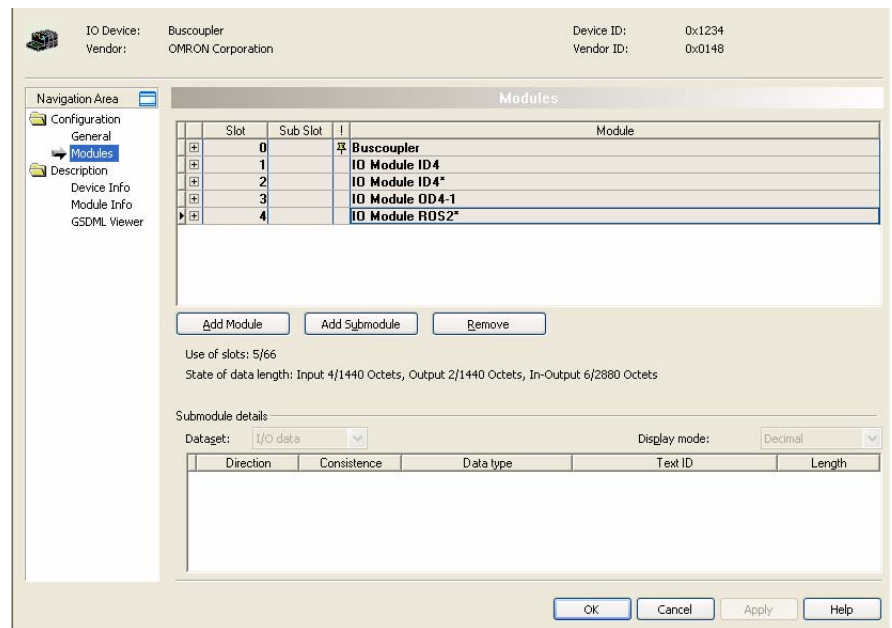 IO Device: Buscoupler Device ID: 0x1234
Vendor: OMRON Corporation Vendor ID: 0x0148
Navigation Area
Configuration
General
Modules
Description
Device Info
Module Info
GSDML Viewer
Modules
Slot Sub Slot ! Module
0 Buscoupler
1 IO Module ID4
2 IO Module ID4*
3 IO Module OD4-1
4 IO Module ROS2*
Add Module Add Submodule Remove
Use of slots: 5/66
State of data length: Input 4/1440 Octets, Output 2/1440 Octets, In-Output 6/2880 Octets
Submodule details
Dataset: I/O data Display mode: Decimal
Direction Consistence Data type Text ID Length
OK Cancel Apply Help